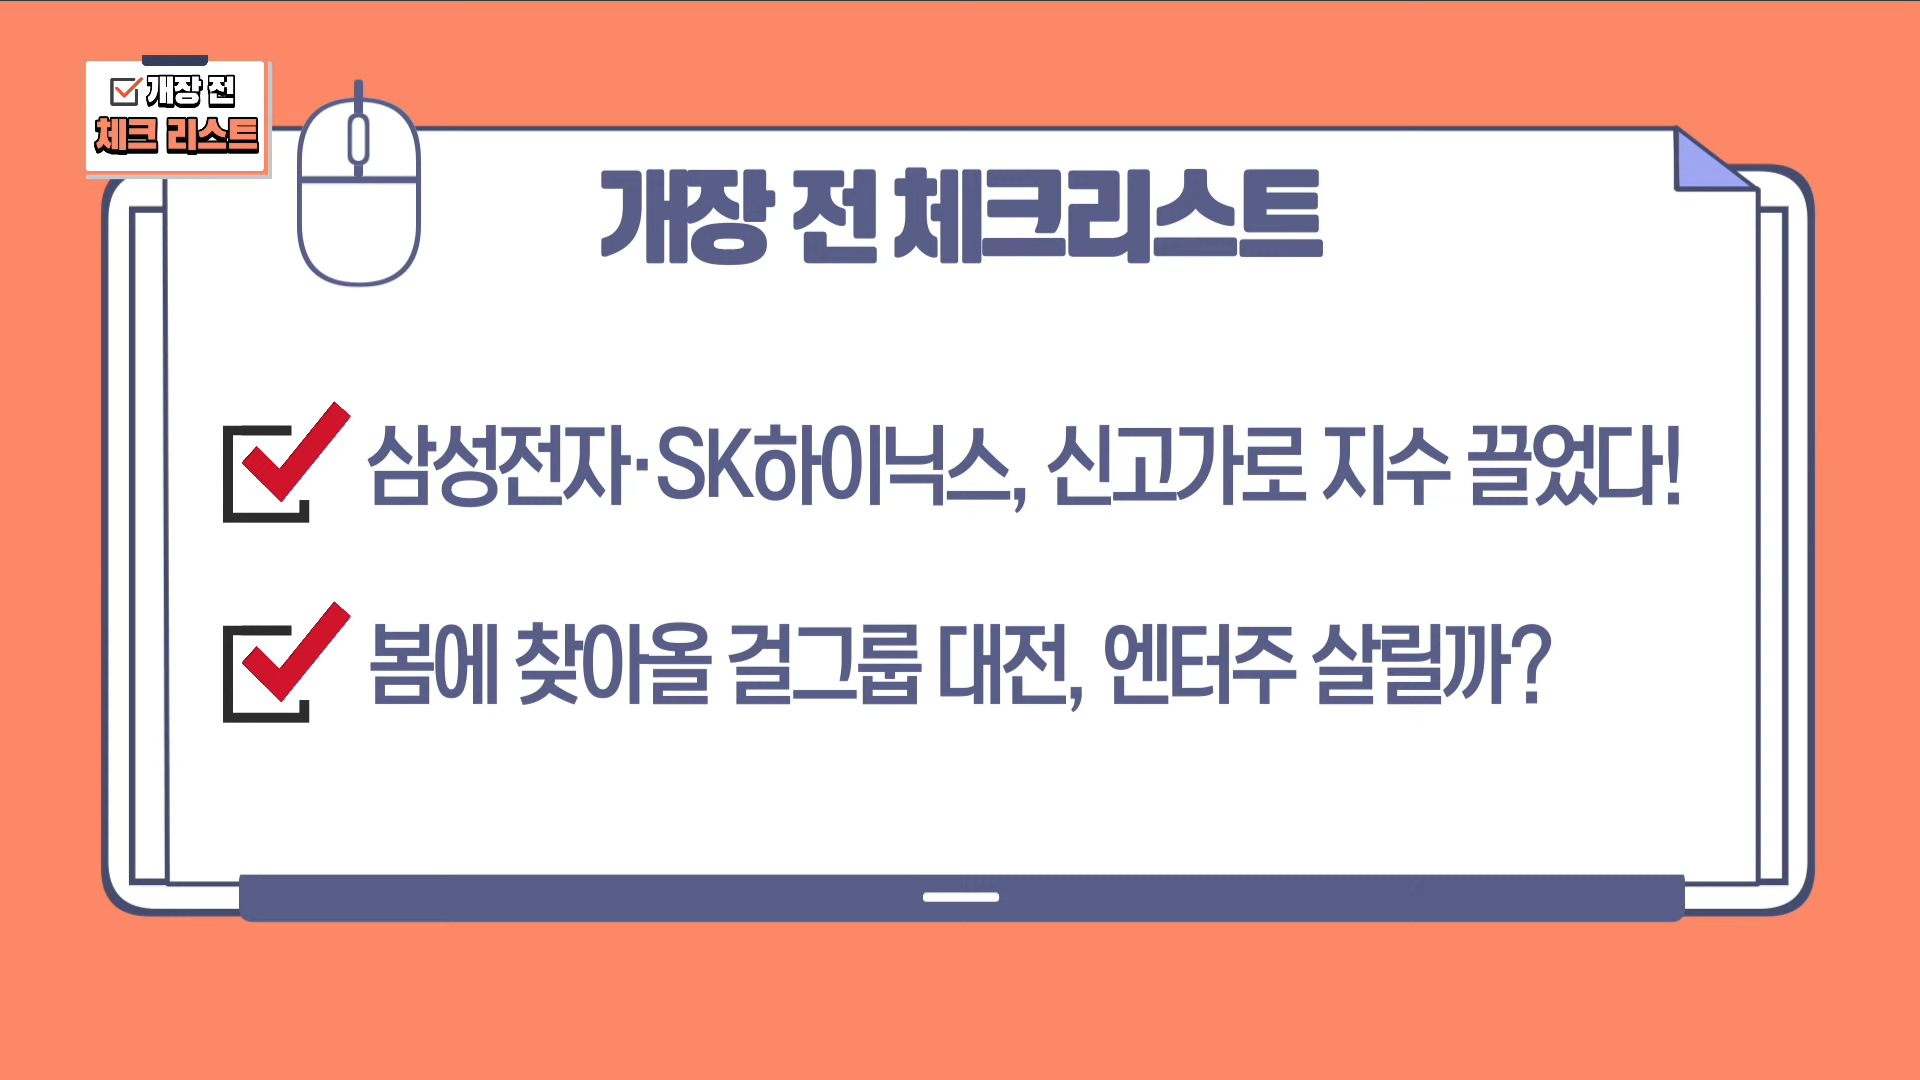 개장 전
체크 리스트
개장 전 체크리스트
삼성전자·SK하이닉스, 신고가로 지수 끌었다!
봄에 찾아올 걸그룹 대전, 엔터주 살릴까?